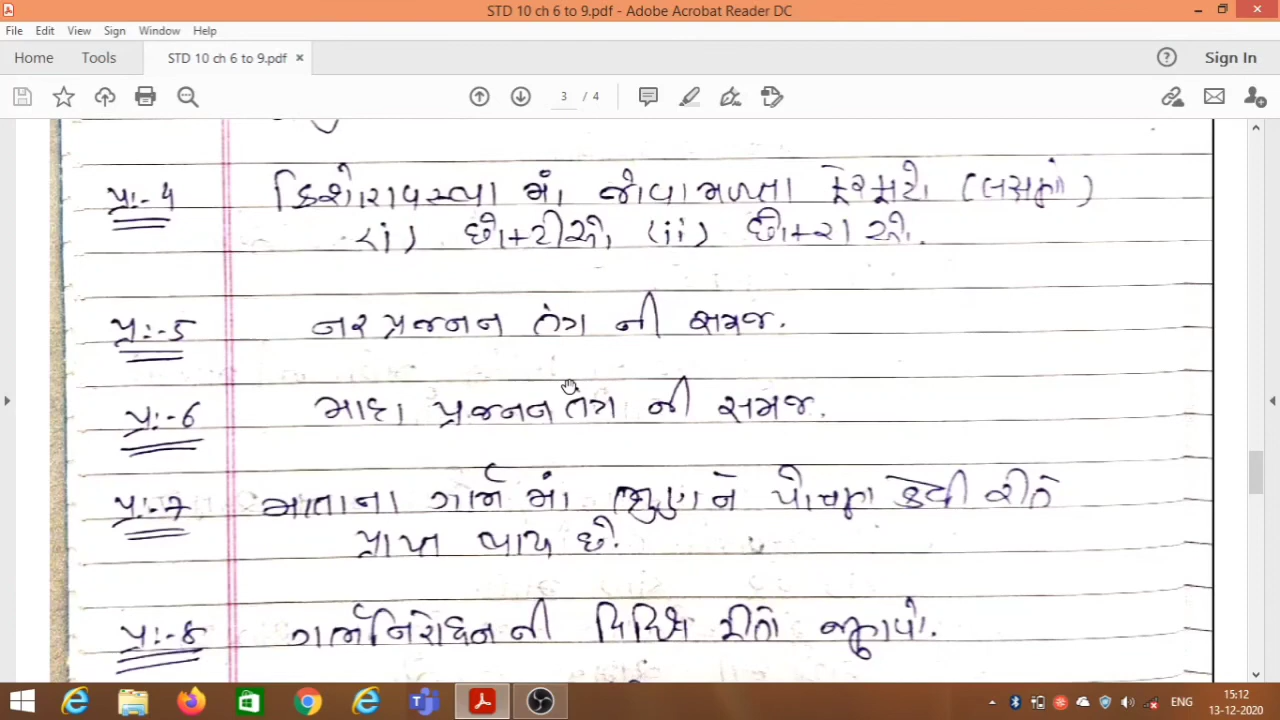 STD 10 ch 6 to 9.pdf - Adobe Acrobat Reader DC
File Edit View Sign Window Help
Home Tools STD 10 ch 6 to 9.pdf × Sign In
3 / 4
પ્ર:-4 કિશોરાવસ્થા માં જોવા મળતા ફેરફારો (લક્ષણો)
(i) છોકરીઓ (ii) છોકરાઓ.
પ્ર:-5 નર પ્રજનન તંત્ર ની સમજ.
પ્ર:-6 માદા પ્રજનન તંત્ર ની સમજ.
પ્ર:-7 માતાના ગર્ભ માં ભ્રુણ ને પોષણ કેવી રીતે
પ્રાપ્ત થાય છે?
પ્ર:-8 ગર્ભનિરોધન ની વિવિધ રીતો જણાવો.
ENG 15:12
13-12-2020